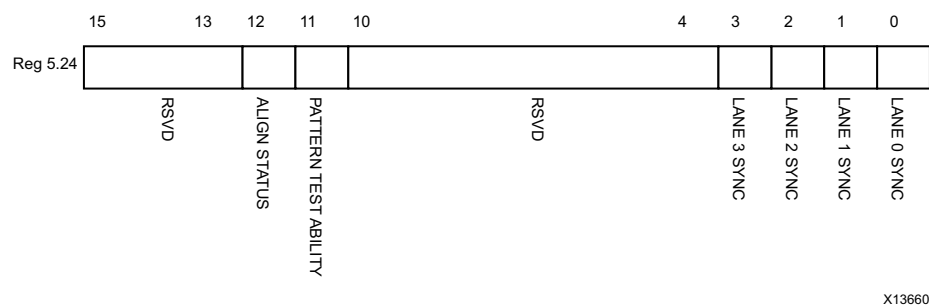 15 13 12 11 10 4 3 2 1 0
Reg 5.24
RSVD
ALIGN STATUS
PATTERN TEST ABILITY
RSVD
LANE 3 SYNC
LANE 2 SYNC
LANE 1 SYNC
LANE 0 SYNC
X13660